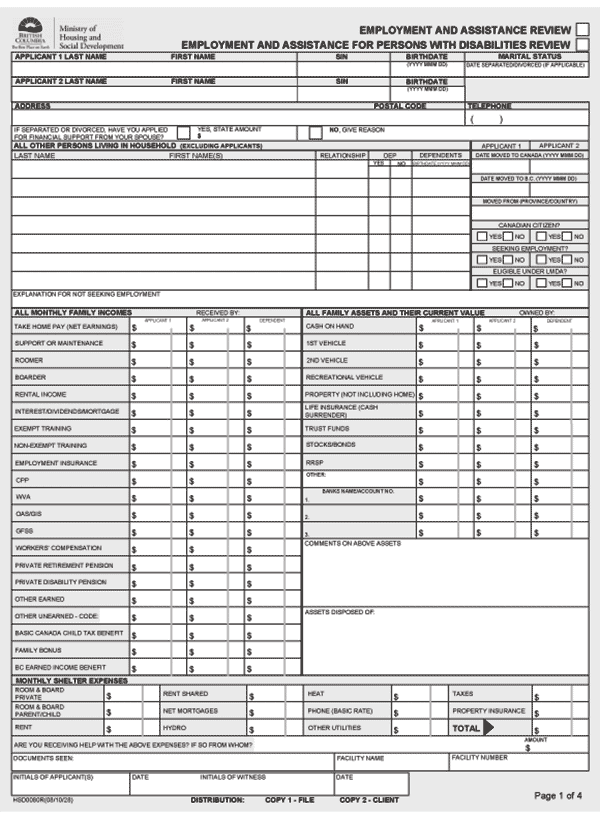 BRITISH
COLUMBIA
The Best Place on Earth
Ministry of
Housing and
Social Development
EMPLOYMENT AND ASSISTANCE REVIEW
EMPLOYMENT AND ASSISTANCE FOR PERSONS WITH DISABILITIES REVIEW
APPLICANT 1 LAST NAME FIRST NAME SIN BIRTHDATE (YYYY MMM DD) MARITAL STATUS
DATE SEPARATED/DIVORCED (IF APPLICABLE)
APPLICANT 2 LAST NAME FIRST NAME SIN BIRTHDATE (YYYY MMM DD)
ADDRESS POSTAL CODE TELEPHONE
( )
IF SEPARATED OR DIVORCED, HAVE YOU APPLIED
FOR FINANCIAL SUPPORT FROM YOUR SPOUSE?
YES, STATE AMOUNT
$
NO, GIVE REASON
ALL OTHER PERSONS LIVING IN HOUSEHOLD (EXCLUDING APPLICANTS) APPLICANT 1 APPLICANT 2
LAST NAME FIRST NAME(S) RELATIONSHIP DEP DEPENDENTS
YES NO BIRTHDATE (YYYY MMM DD)
DATE MOVED TO CANADA (YYYY MMM DD)
DATE MOVED TO B.C. (YYYY MMM DD)
MOVED FROM (PROVINCE/COUNTRY)
CANADIAN CITIZEN?
YES NO YES NO
SEEKING EMPLOYMENT?
YES NO YES NO
ELIGIBLE UNDER LMDA?
YES NO YES NO
EXPLANATION FOR NOT SEEKING EMPLOYMENT
ALL MONTHLY FAMILY INCOMES RECEIVED BY:
APPLICANT 1 APPLICANT 2 DEPENDENT
TAKE HOME PAY (NET EARNINGS) $ $ $
SUPPORT OR MAINTENANCE $ $ $
ROOMER $ $ $
BOARDER $ $ $
RENTAL INCOME $ $ $
INTEREST/DIVIDENDS/MORTGAGE $ $ $
EXEMPT TRAINING $ $ $
NON-EXEMPT TRAINING $ $ $
EMPLOYMENT INSURANCE $ $ $
CPP $ $ $
WVA $ $ $
OAS/GIS $ $ $
GFSS $ $ $
WORKERS' COMPENSATION $ $ $
PRIVATE RETIREMENT PENSION $ $ $
PRIVATE DISABILITY PENSION $ $ $
OTHER EARNED $ $ $
OTHER UNEARNED - CODE: $ $ $
BASIC CANADA CHILD TAX BENEFIT $ $ $
FAMILY BONUS $ $ $
BC EARNED INCOME BENEFIT $ $ $
ALL FAMILY ASSETS AND THEIR CURRENT VALUE OWNED BY:
APPLICANT 1 APPLICANT 2 DEPENDENT
CASH ON HAND $ $ $
1ST VEHICLE $ $ $
2ND VEHICLE $ $ $
RECREATIONAL VEHICLE $ $ $
PROPERTY (NOT INCLUDING HOME) $ $ $
LIFE INSURANCE (CASH
SURRENDER) $ $ $
TRUST FUNDS $ $ $
STOCKS/BONDS $ $ $
RRSP $ $ $
OTHER: $ $ $
BANKS NAME/ACCOUNT NO.
1. $ $ $
2. $ $ $
3. $ $ $
COMMENTS ON ABOVE ASSETS
ASSETS DISPOSED OF:
MONTHLY SHELTER EXPENSES
ROOM & BOARD
PRIVATE $ RENT SHARED $ HEAT $ TAXES $
ROOM & BOARD
PARENT/CHILD $ NET MORTGAGES $ PHONE (BASIC RATE) $ PROPERTY INSURANCE $
RENT $ HYDRO $ OTHER UTILITIES $ TOTAL $
ARE YOU RECEIVING HELP WITH THE ABOVE EXPENSES? IF SO FROM WHOM? AMOUNT
$
DOCUMENTS SEEN: FACILITY NAME FACILITY NUMBER
INITIALS OF APPLICANT(S) DATE INITIALS OF WITNESS DATE
HSD0080R(08/10/28) DISTRIBUTION: COPY 1 - FILE COPY 2 - CLIENT Page 1 of 4